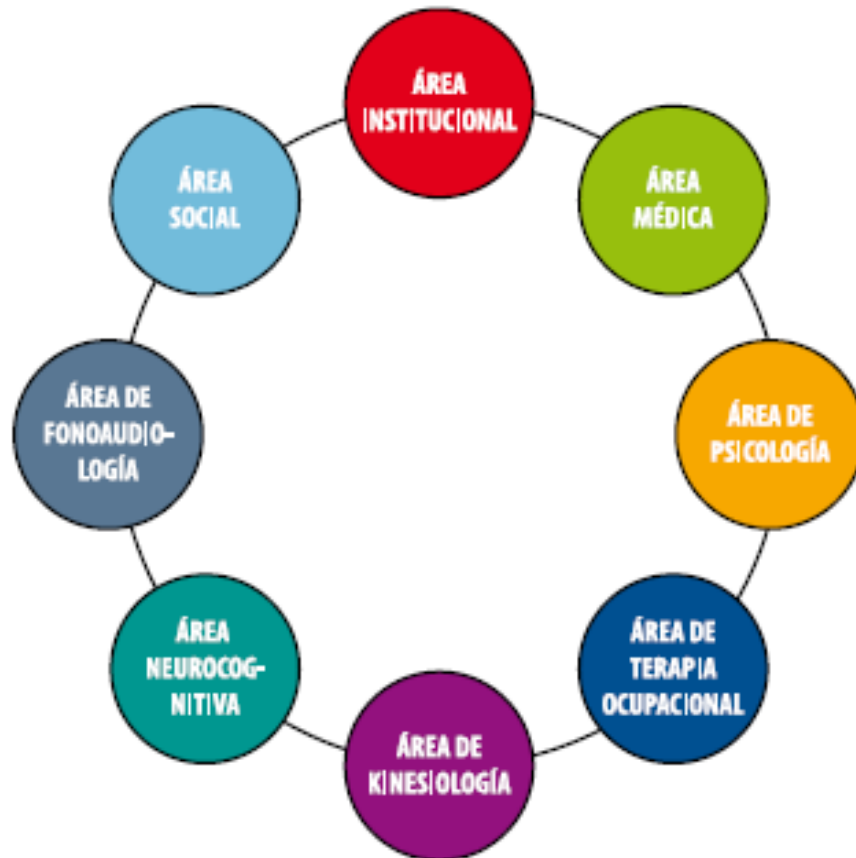 ÁREA
INSTITUCIONAL
ÁREA
MÉDICA
ÁREA DE
PSICOLOGÍA
ÁREA DE
TERAPIA
OCUPACIONAL
ÁREA DE
KINESIOLOGÍA
ÁREA
NEUROCOG-
NITIVA
ÁREA DE
FONOAUDIO-
LOGÍA
ÁREA
SOCIAL